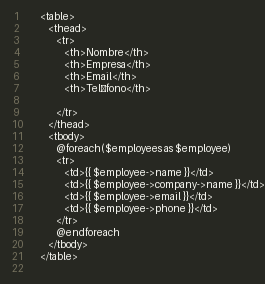 1 <table>
2 <thead>
3 <tr>
4 <th>Nombre</th>
5 <th>Empresa</th>
6 <th>Email</th>
7 <th>Teléfono</th>
8
9 </tr>
10 </thead>
11 <tbody>
12 @foreach($employees as $employee)
13 <tr>
14 <td>{{ $employee->name }}</td>
15 <td>{{ $employee->company->name }}</td>
16 <td>{{ $employee->email }}</td>
17 <td>{{ $employee->phone }}</td>
18 </tr>
19 @endforeach
20 </tbody>
21 </table>
22